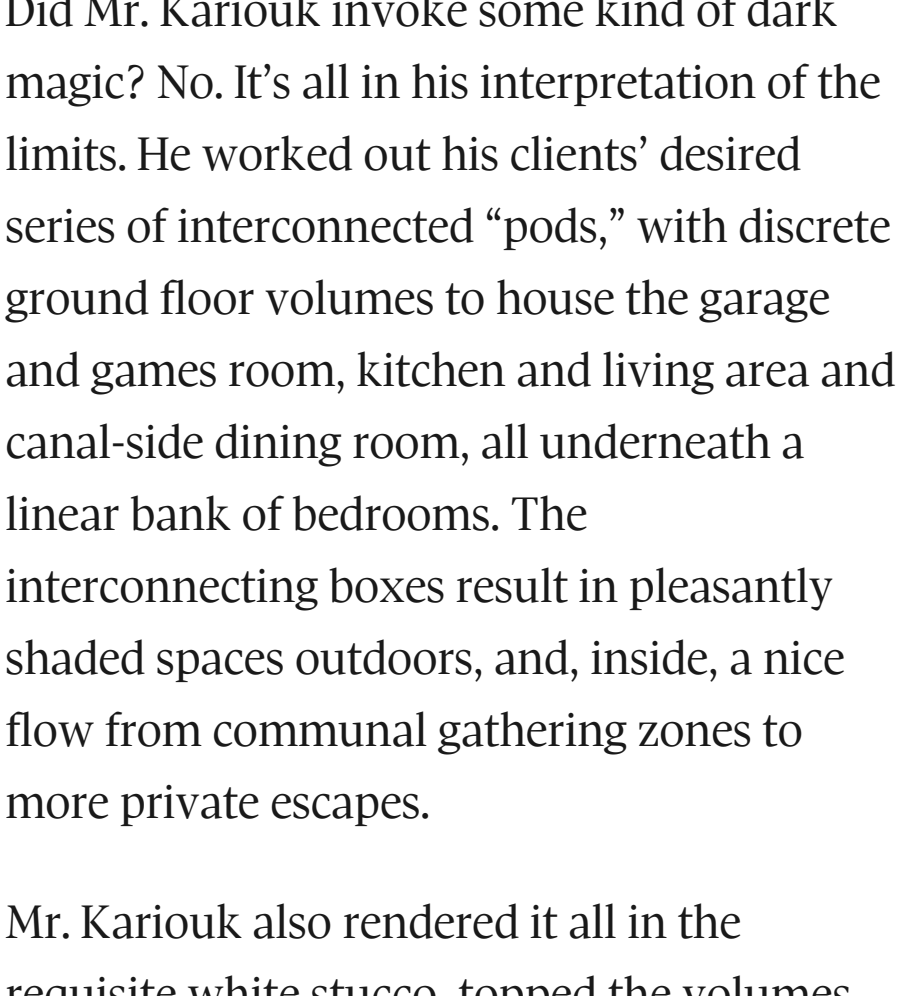 Did Mr. Kariouk invoke some kind of dark
magic? No. It’s all in his interpretation of the
limits. He worked out his clients’ desired
series of interconnected “pods,” with discrete
ground floor volumes to house the garage
and games room, kitchen and living area and
canal-side dining room, all underneath a
linear bank of bedrooms. The
interconnecting boxes result in pleasantly
shaded spaces outdoors, and, inside, a nice
flow from communal gathering zones to
more private escapes.
Mr. Kariouk also rendered it all in the
requisite white stucco, topped the volumes